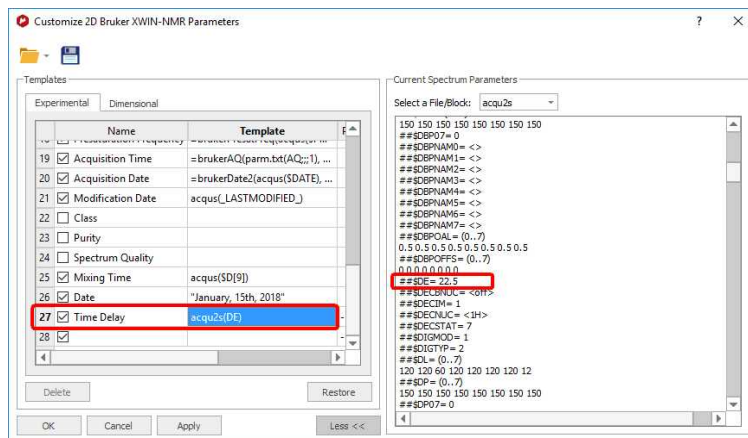 Customize 2D Bruker XWIN-NMR Parameters
Templates
Experimental Dimensional
Name Template
19 Acquisition Time =brukerAQ(parm.txt(AQ;;;1), ...
20 Acquisition Date =brukerDate2(acqus($DATE), ...
21 Modification Date acqus(_LASTMODIFIED_)
22 Class
23 Purity
24 Spectrum Quality
25 Mixing Time acqus($D[9])
26 Date "January, 15th, 2018"
27 Time Delay acqu2s(DE)
28
Delete Restore
OK Cancel Apply Less <<
Current Spectrum Parameters
Select a File/Block: acqu2s
150 150 150 150 150 150 150 150
##$DBP07= 0
##$DBPNAM0= <>
##$DBPNAM1= <>
##$DBPNAM2= <>
##$DBPNAM3= <>
##$DBPNAM4= <>
##$DBPNAM5= <>
##$DBPNAM6= <>
##$DBPNAM7= <>
##$DBPOAL= (0..7)
0.5 0.5 0.5 0.5 0.5 0.5 0.5 0.5
##$DBPOFFS= (0..7)
0 0 0 0 0 0 0 0
##$DE= 22.5
##$DECBNUC= <off>
##$DECIM= 1
##$DECNUC= <1H>
##$DECSTAT= 7
##$DIGMOD= 1
##$DIGTYP= 2
##$DL= (0..7)
120 120 60 120 120 120 120 12
##$DP= (0..7)
150 150 150 150 150 150 150 150
##$DP07= 0